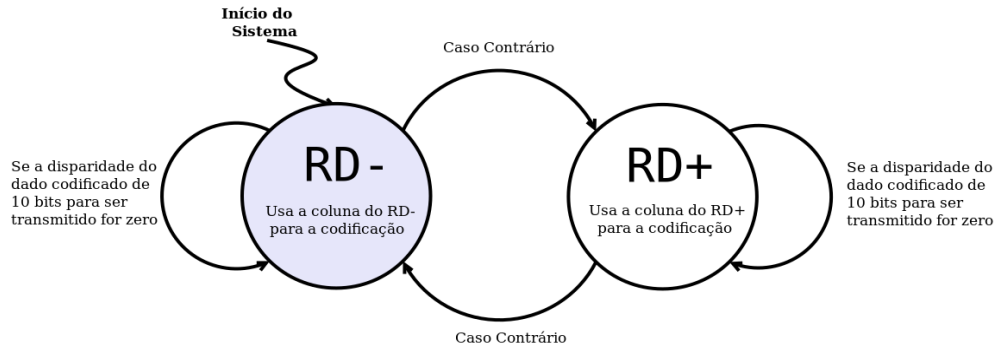 Início do
Sistema
Caso Contrário
RD-
Usa a coluna do RD-
para a codificação
RD+
Usa a coluna do RD+
para a codificação
Se a disparidade do
dado codificado de
10 bits para ser
transmitido for zero
Se a disparidade do
dado codificado de
10 bits para ser
transmitido for zero
Caso Contrário